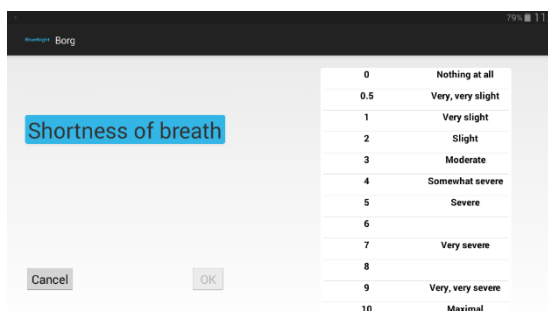 79% 11
BlueNight Borg
Shortness of breath
Cancel
OK
0 Nothing at all
0.5 Very, very slight
1 Very slight
2 Slight
3 Moderate
4 Somewhat severe
5 Severe
6
7 Very severe
8
9 Very, very severe
10 Maximal